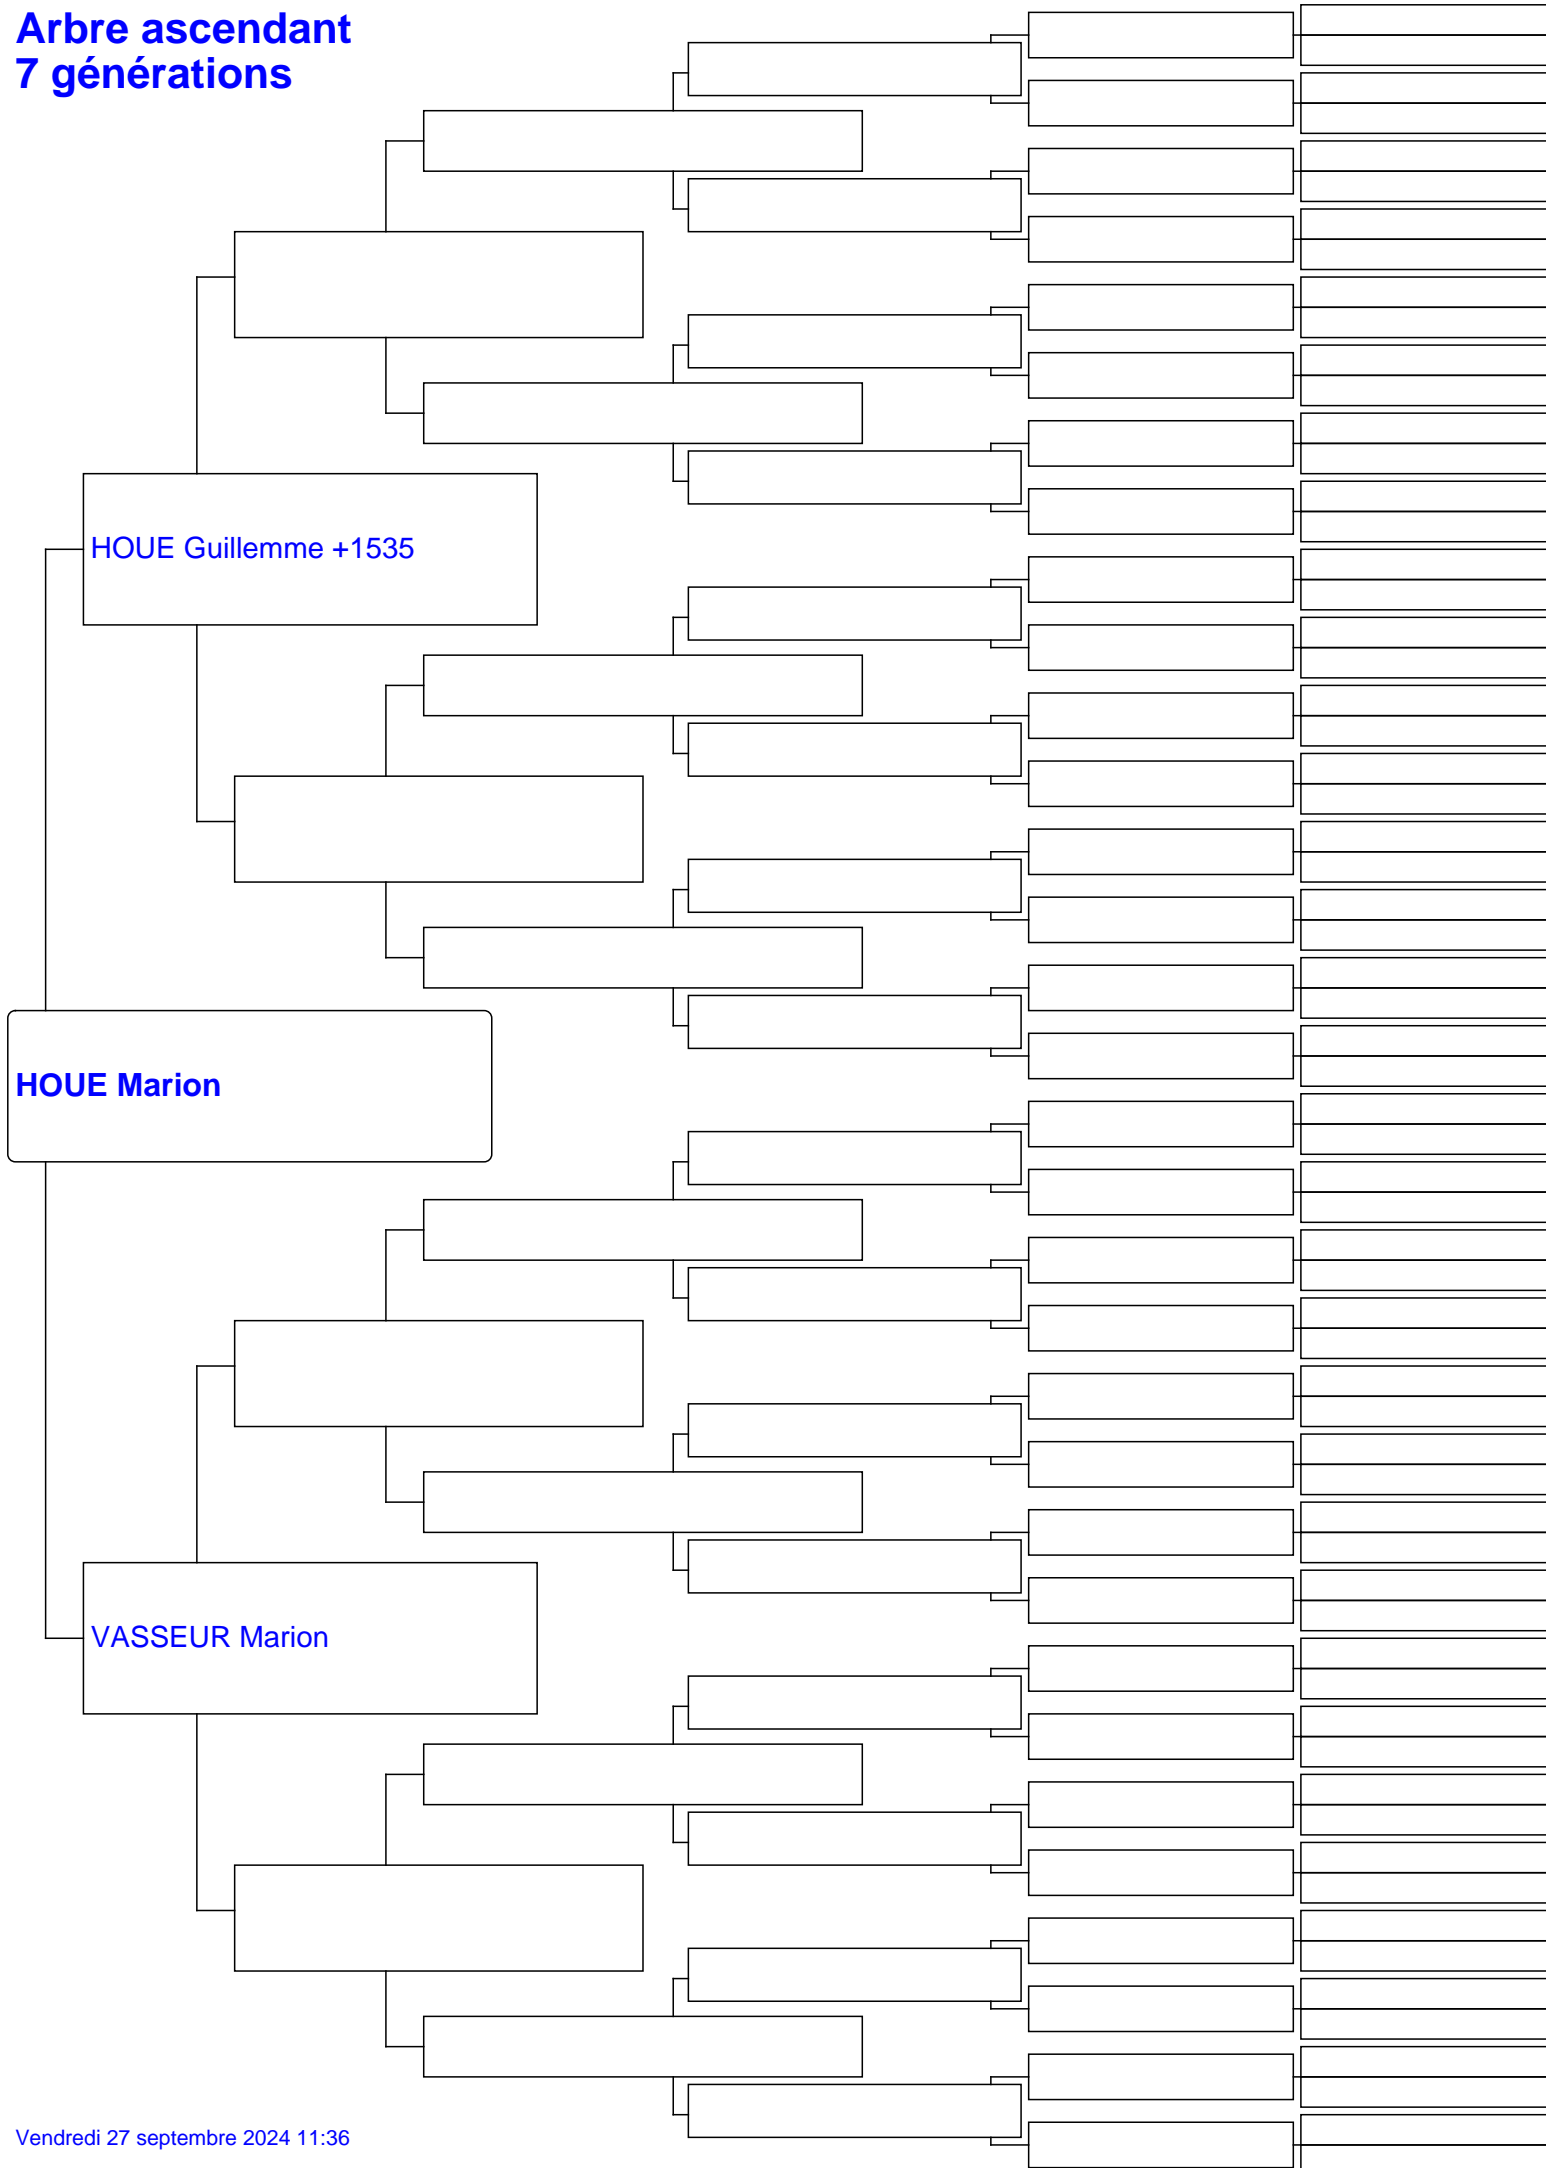 Arbre ascendant
7 générations
HOUE Guillemme +1535
HOUE Marion
VASSEUR Marion
Vendredi 27 septembre 2024 11:36